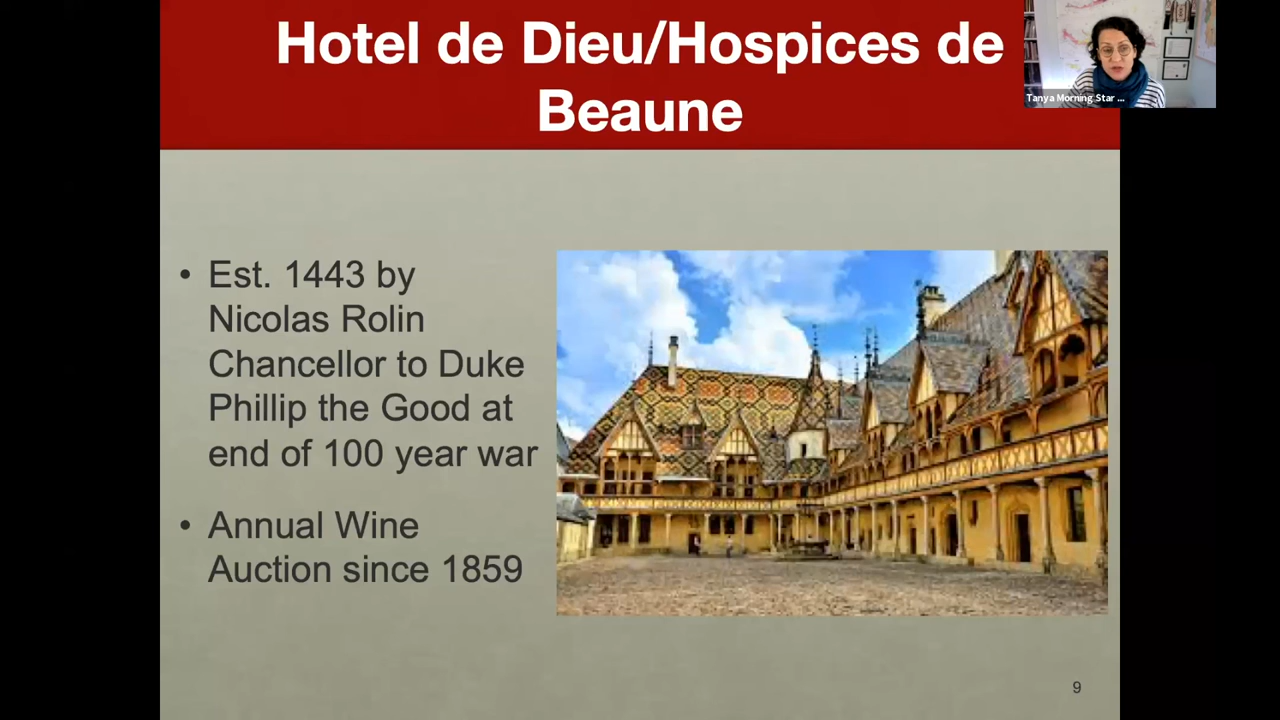 Hotel de Dieu/Hospices de
Beaune
Tanya Morning Star ...
• Est. 1443 by
Nicolas Rolin
Chancellor to Duke
Phillip the Good at
end of 100 year war
• Annual Wine
Auction since 1859
9